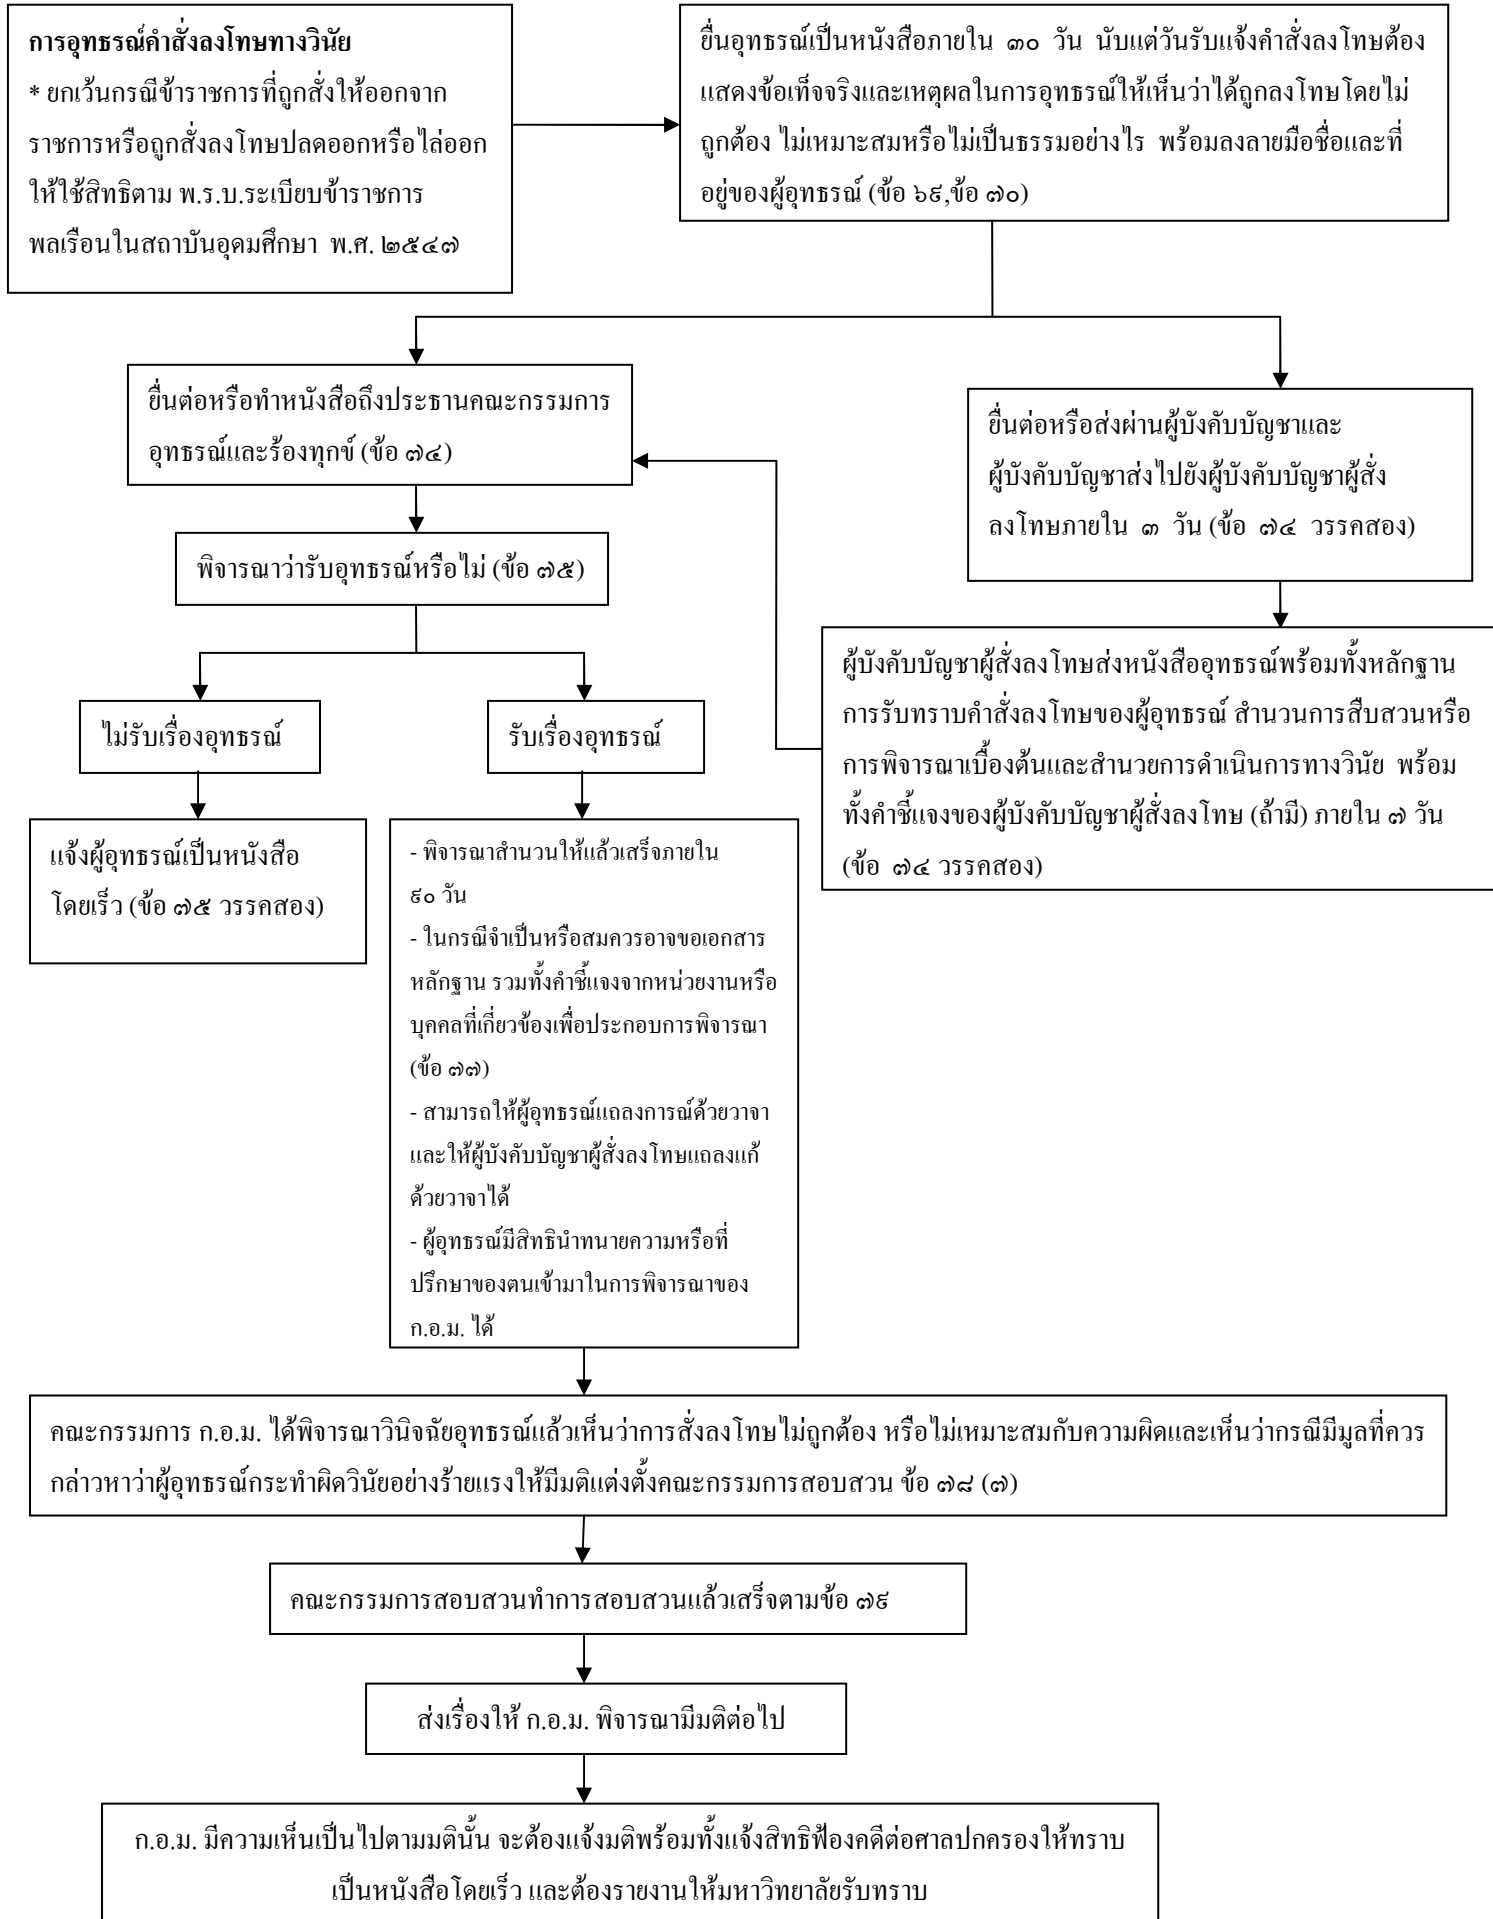 การอุทธรณ์คำสั่งลงโทษทางวินัย
* ยกเว้นกรณีข้าราชการที่ถูกสั่งให้ออกจาก
ราชการหรือถูกสั่งลงโทษปลดออกหรือไล่ออก
ให้ใช้สิทธิตาม พ.ร.บ.ระเบียบข้าราชการ
พลเรือนในสถาบันอุดมศึกษา พ.ศ. ๒๕๔๗
ยื่นอุทธรณ์เป็นหนังสือภายใน ๓๐ วัน นับแต่วันรับแจ้งคำสั่งลงโทษต้อง
แสดงข้อเท็จจริงและเหตุผลในการอุทธรณ์ให้เห็นว่าได้ถูกลงโทษโดยไม่
ถูกต้อง ไม่เหมาะสมหรือไม่เป็นธรรมอย่างไร พร้อมลงลายมือชื่อและที่
อยู่ของผู้อุทธรณ์ (ข้อ ๖๙,ข้อ ๗๐)
ยื่นต่อหรือทำหนังสือถึงประธานคณะกรรมการ
อุทธรณ์และร้องทุกข์ (ข้อ ๗๔)
ยื่นต่อหรือส่งผ่านผู้บังคับบัญชาและ
ผู้บังคับบัญชาส่งไปยังผู้บังคับบัญชาผู้สั่ง
ลงโทษภายใน ๓ วัน (ข้อ ๗๔ วรรคสอง)
พิจารณาว่ารับอุทธรณ์หรือไม่ (ข้อ ๗๕)
ผู้บังคับบัญชาผู้สั่งลงโทษส่งหนังสืออุทธรณ์พร้อมทั้งหลักฐาน
การรับทราบคำสั่งลงโทษของผู้อุทธรณ์ สำนวนการสืบสวนหรือ
การพิจารณาเบื้องต้นและสำนวยการดำเนินการทางวินัย พร้อม
ทั้งคำชี้แจงของผู้บังคับบัญชาผู้สั่งลงโทษ (ถ้ามี) ภายใน ๗ วัน
(ข้อ ๗๔ วรรคสอง)
ไม่รับเรื่องอุทธรณ์
รับเรื่องอุทธรณ์
แจ้งผู้อุทธรณ์เป็นหนังสือ
โดยเร็ว (ข้อ ๗๕ วรรคสอง)
- พิจารณาสำนวนให้แล้วเสร็จภายใน
๙๐ วัน
- ในกรณีจำเป็นหรือสมควรอาจขอเอกสาร
หลักฐาน รวมทั้งคำชี้แจงจากหน่วยงานหรือ
บุคคลที่เกี่ยวข้องเพื่อประกอบการพิจารณา
(ข้อ ๗๗)
- สามารถให้ผู้อุทธรณ์แถลงการณ์ด้วยวาจา
และให้ผู้บังคับบัญชาผู้สั่งลงโทษแถลงแก้
ด้วยวาจาได้
- ผู้อุทธรณ์มีสิทธินำทนายความหรือที่
ปรึกษาของตนเข้ามาในการพิจารณาของ
ก.อ.ม. ได้
คณะกรรมการ ก.อ.ม. ได้พิจารณาวินิจฉัยอุทธรณ์แล้วเห็นว่าการสั่งลงโทษไม่ถูกต้อง หรือไม่เหมาะสมกับความผิดและเห็นว่ากรณีมีมูลที่ควร
กล่าวหาว่าผู้อุทธรณ์กระทำผิดวินัยอย่างร้ายแรงให้มีมติแต่งตั้งคณะกรรมการสอบสวน ข้อ ๗๘ (๗)
คณะกรรมการสอบสวนทำการสอบสวนแล้วเสร็จตามข้อ ๗๙
ส่งเรื่องให้ ก.อ.ม. พิจารณามีมติต่อไป
ก.อ.ม. มีความเห็นเป็นไปตามมตินั้น จะต้องแจ้งมติพร้อมทั้งแจ้งสิทธิฟ้องคดีต่อศาลปกครองให้ทราบ
เป็นหนังสือโดยเร็ว และต้องรายงานให้มหาวิทยาลัยรับทราบ